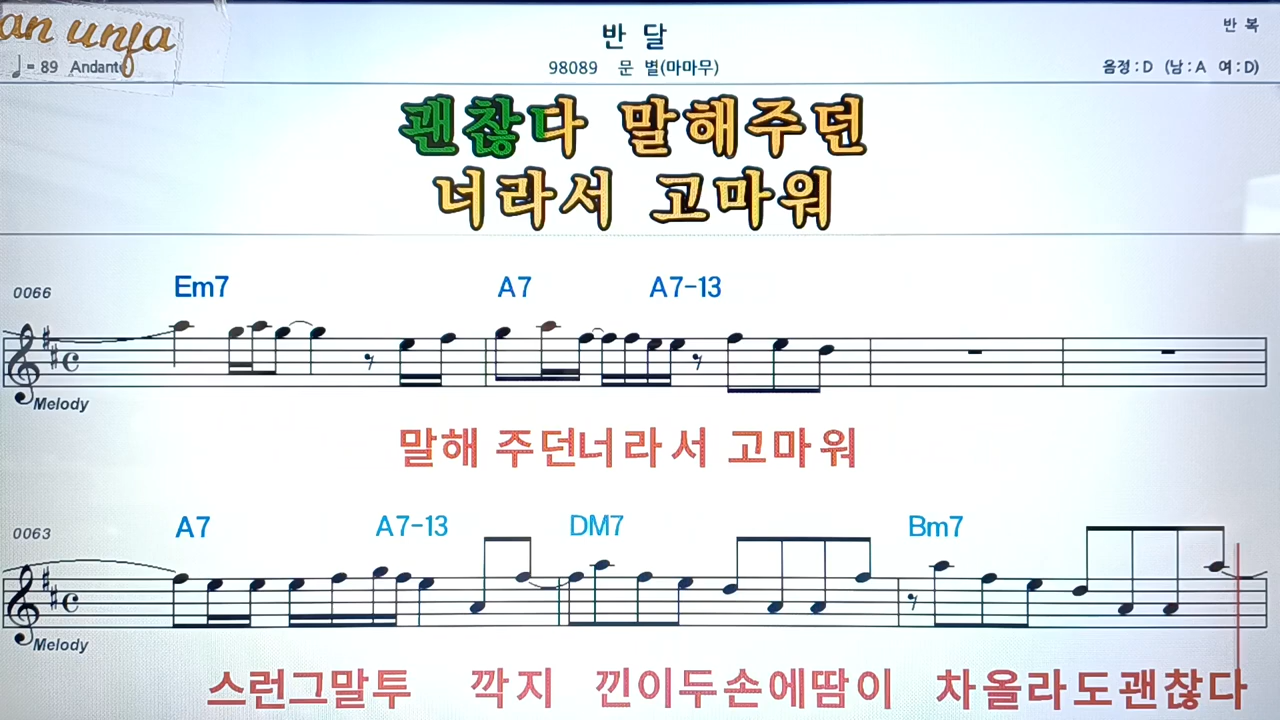 an unfa
반 달
반 복
♩= 89 Andante
98089 문 별(마마무)
음정:D (남:A 여:D)
괜찮다 말해주던
너라서 고마워
0066 Em7 A7 A7-13
Melody
말해 주던너라서 고마워
0063 A7 A7-13 DM7 Bm7
Melody
스런그말투 깍지 낀이두손에땀이 차올라도괜찮다